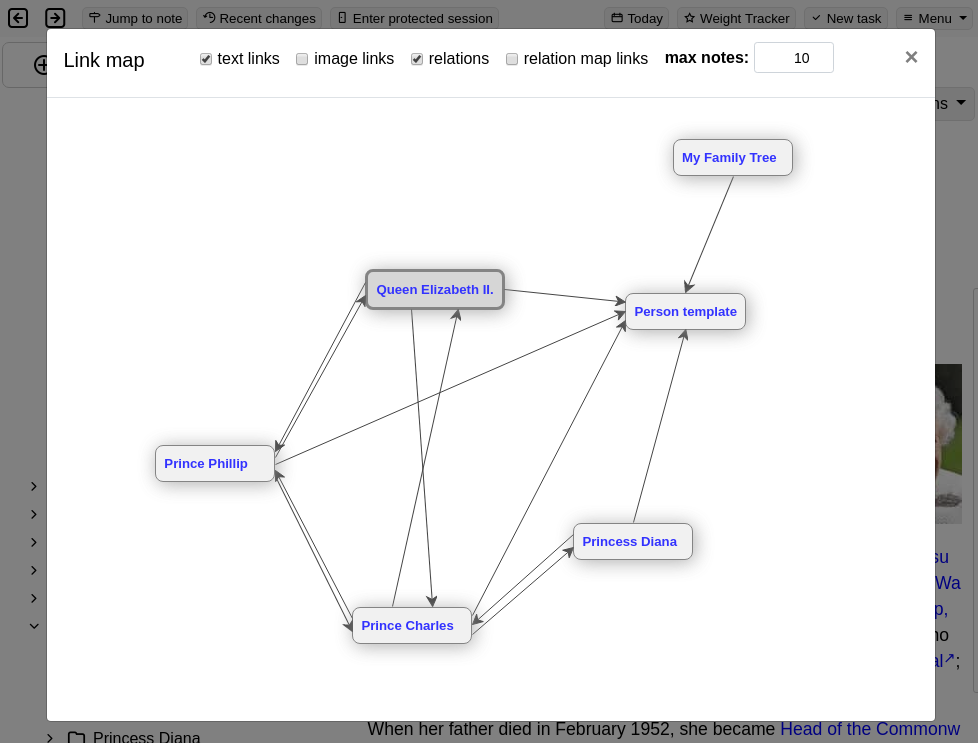 Jump to note Recent changes Enter protected session Today Weight Tracker New task Menu
Link map text links image links relations relation map links max notes: 10 ×
ns
My Family Tree
Queen Elizabeth II.
Person template
Prince Phillip
Princess Diana
su
Wa
p,
no
Prince Charles
al↗;
When her father died in February 1952, she became Head of the Commonw
Princess Diana